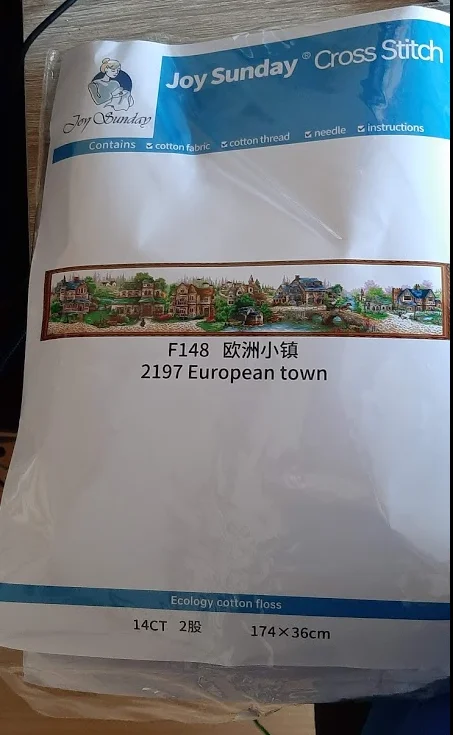 Joy Sunday® Cross Stitch
Joy Sunday
Contains ☑ cotton fabric ☑ cotton thread ☑ needle ☑ instructions
F148 欧洲小镇
2197 European town
Ecology cotton floss
14CT 2股 174×36cm